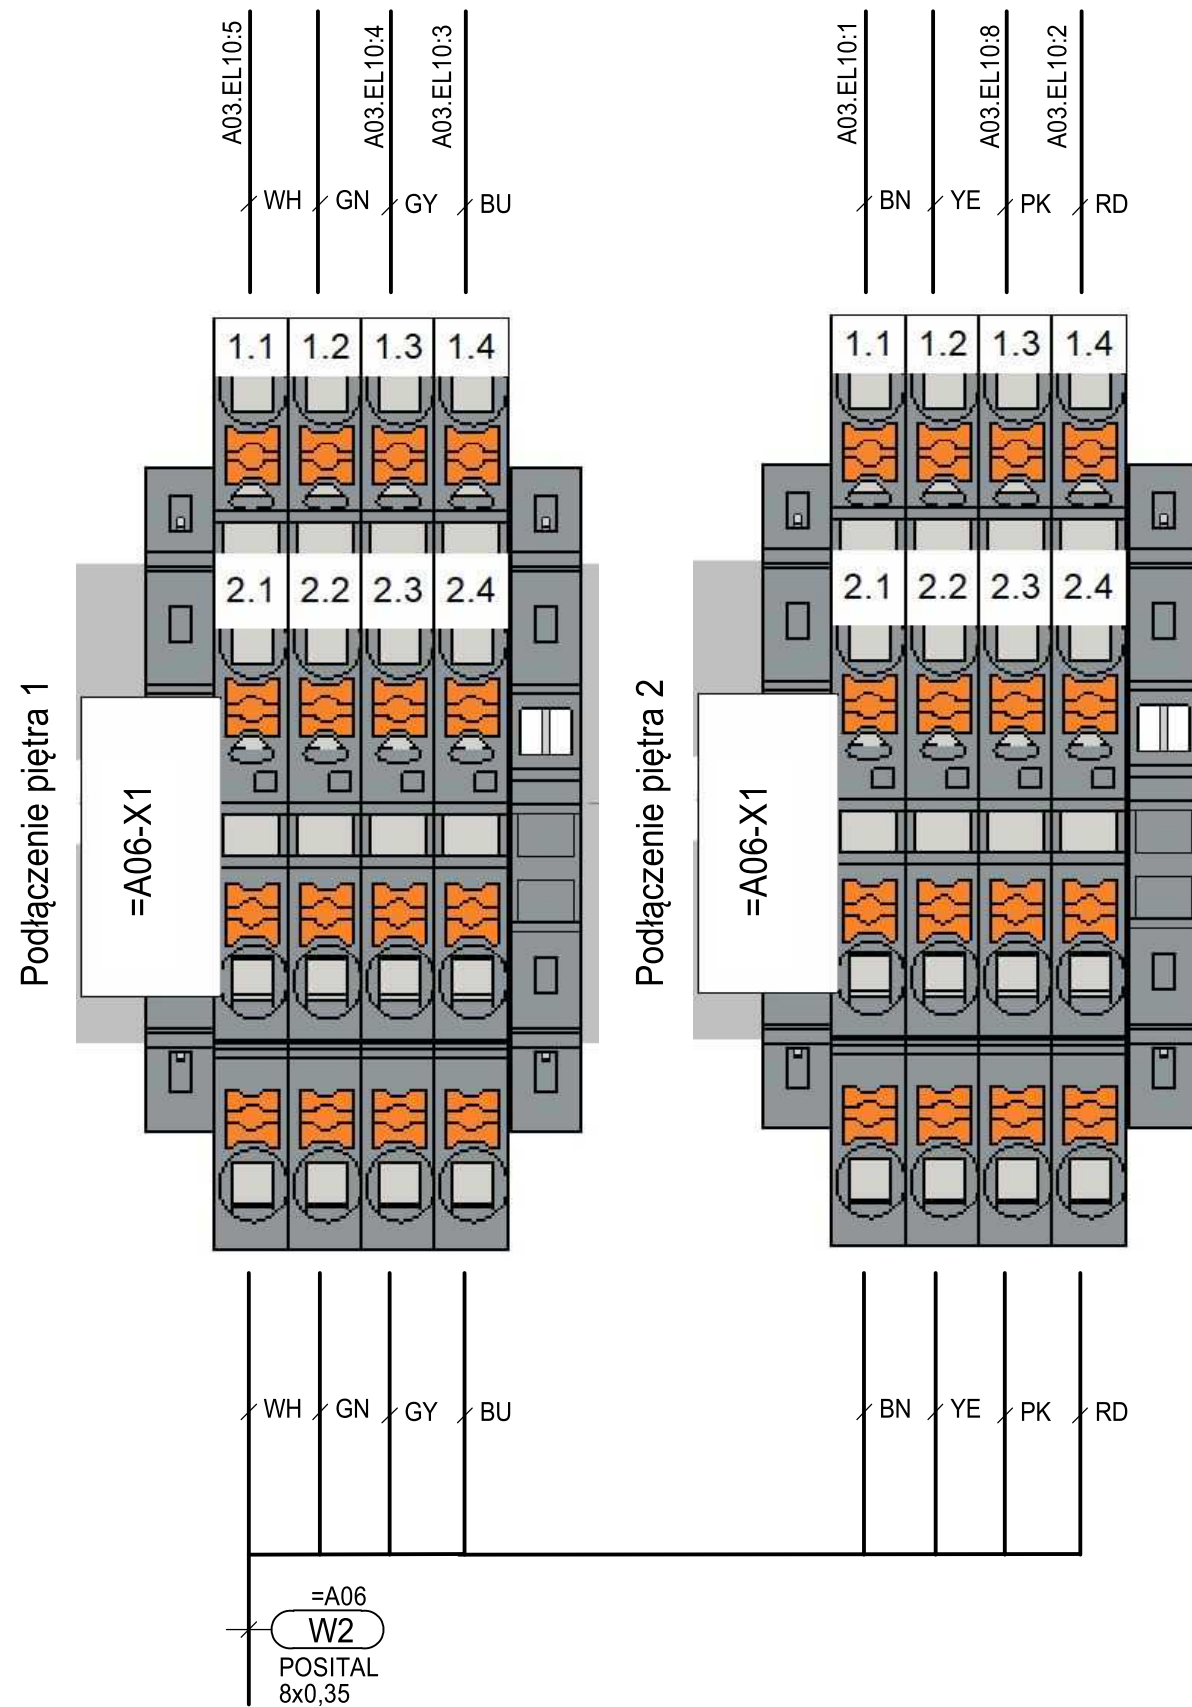 A03.EL10:5
A03.EL10:4
A03.EL10:3
A03.EL10:1
A03.EL10:8
A03.EL10:2
WH GN GY BU
BN YE PK RD
1.1 1.2 1.3 1.4
1.1 1.2 1.3 1.4
2.1 2.2 2.3 2.4
2.1 2.2 2.3 2.4
Podłączenie piętra 1
=A06-X1
Podłączenie piętra 2
=A06-X1
WH GN GY BU
BN YE PK RD
=A06
W2
POSITAL
8x0,35